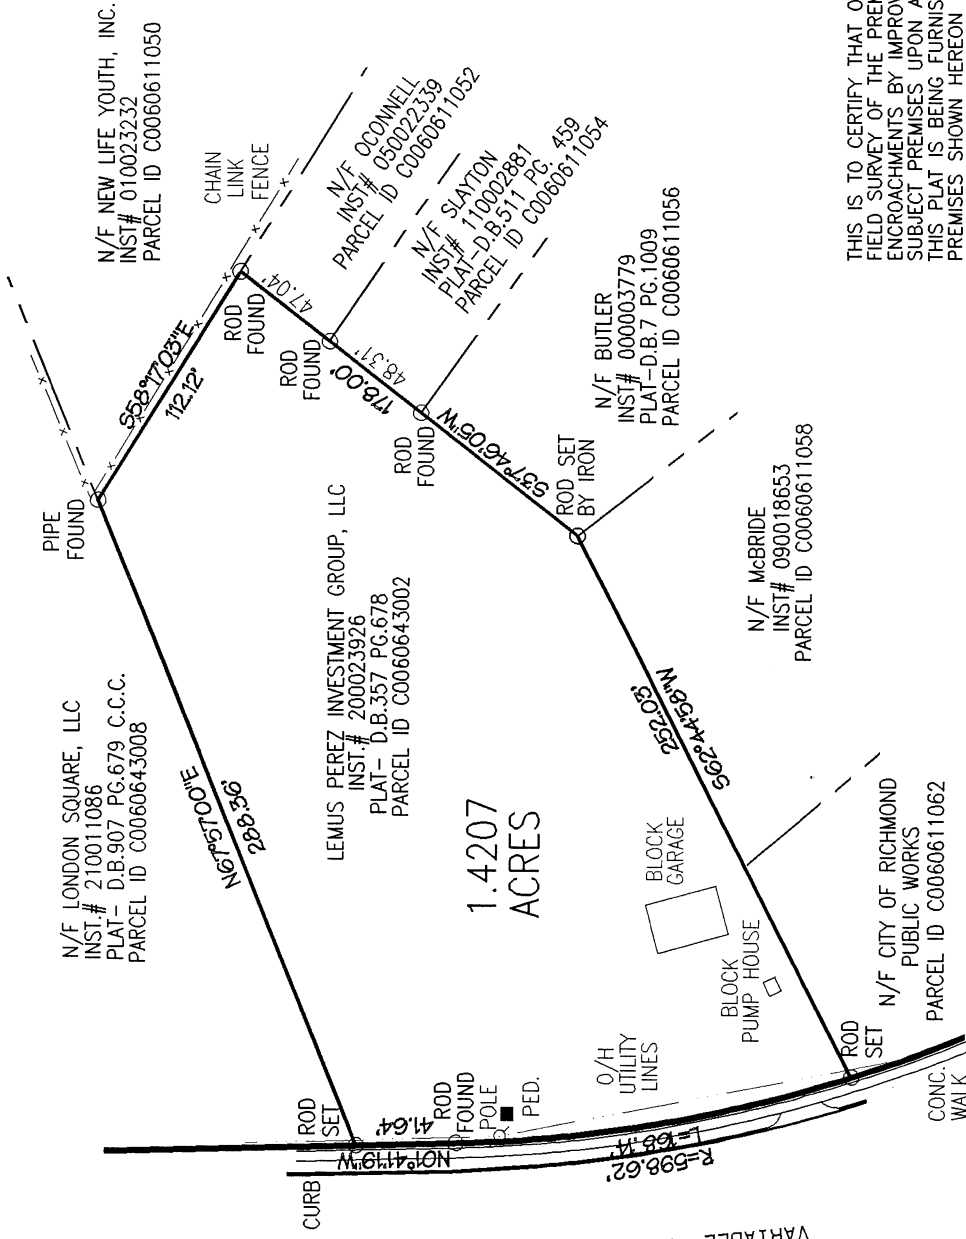 N/F NEW LIFE YOUTH, INC.
INST# 010023232
PARCEL ID C0060611050
CHAIN
LINK
FENCE
N/F OCONNELL
INST# 050022339
PARCEL ID C0060611052
N/F SLAYTON
INST# 110002881
PLAT-D.B.511 PG. 459
PARCEL ID C0060611054
N/F BUTLER
INST# 000003779
PLAT-D.B.7 PG.1009
PARCEL ID C0060611056
N/F McBRIDE
INST# 090018653
PARCEL ID C0060611058
N/F CITY OF RICHMOND
PUBLIC WORKS
PARCEL ID C0060611062
N/F LONDON SQUARE, LLC
INST.# 210011086
PLAT- D.B.907 PG.679 C.C.C.
PARCEL ID C0060643008
LEMUS PEREZ INVESTMENT GROUP, LLC
INST.# 200023926
PLAT- D.B.357 PG.678
PARCEL ID C0060643002
1.4207
ACRES
PIPE
FOUND
S58°17'03"E
112.12'
ROD
FOUND
47.04'
ROD
FOUND
48.31'
178.00'
ROD
FOUND
S37°46'05"W
ROD SET
BY IRON
252.03'
S62°44'58"W
N67°57'00"E
288.36'
BLOCK
GARAGE
BLOCK
PUMP HOUSE
O/H
UTILITY
LINES
ROD
SET
ROD
SET
41.64'
N01°41'19"W
ROD
FOUND
POLE
PED.
CURB
R=598.62'
L=168.14'
CONC.
WALK
VARIABLE
THIS IS TO CERTIFY THAT O
FIELD SURVEY OF THE PREM
ENCROACHMENTS BY IMPROV
SUBJECT PREMISES UPON A
THIS PLAT IS BEING FURNIS
PREMISES SHOWN HEREON